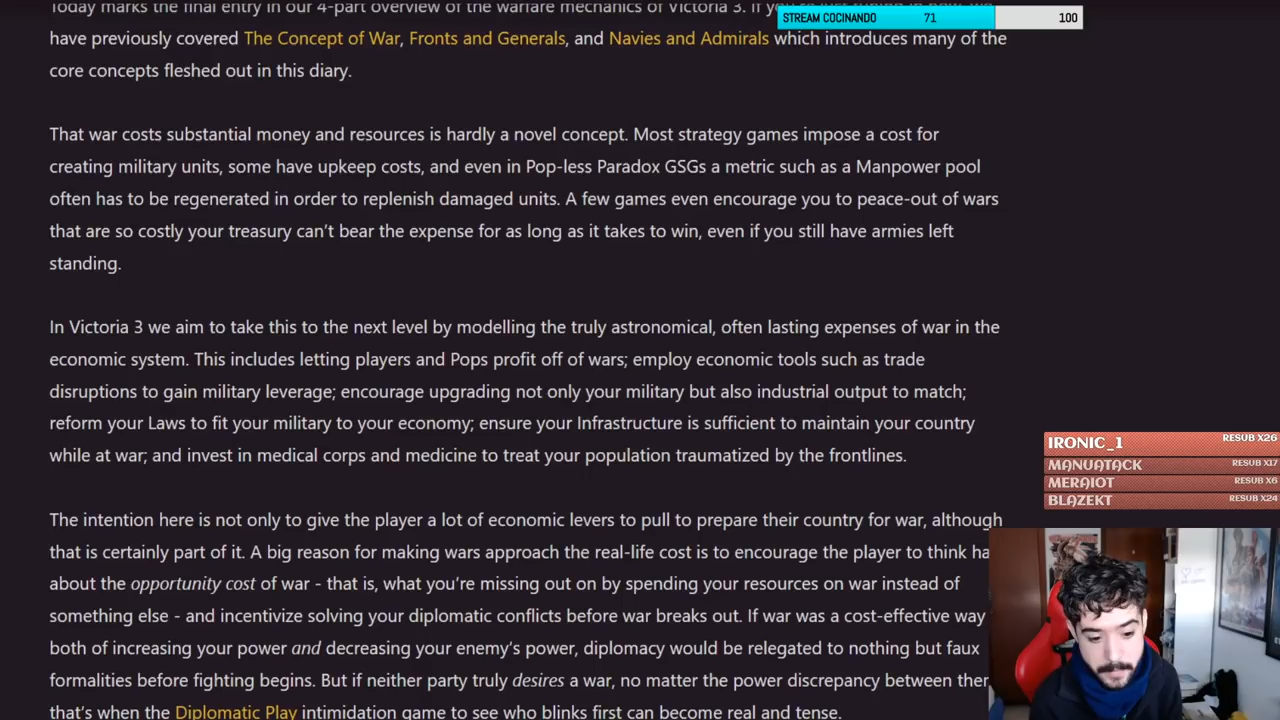 Today marks the final entry in our 4-part overview of the warfare mechanics of Victoria 3. If you
STREAM COCINANDO 71 100
have previously covered The Concept of War, Fronts and Generals, and Navies and Admirals which introduces many of the
core concepts fleshed out in this diary.
That war costs substantial money and resources is hardly a novel concept. Most strategy games impose a cost for
creating military units, some have upkeep costs, and even in Pop-less Paradox GSGs a metric such as a Manpower pool
often has to be regenerated in order to replenish damaged units. A few games even encourage you to peace-out of wars
that are so costly your treasury can't bear the expense for as long as it takes to win, even if you still have armies left
standing.
In Victoria 3 we aim to take this to the next level by modelling the truly astronomical, often lasting expenses of war in the
economic system. This includes letting players and Pops profit off of wars; employ economic tools such as trade
disruptions to gain military leverage; encourage upgrading not only your military but also industrial output to match;
reform your Laws to fit your military to your economy; ensure your Infrastructure is sufficient to maintain your country
while at war; and invest in medical corps and medicine to treat your population traumatized by the frontlines.
IRONIC_1 RESUB X26
MANUATACK RESUB X17
MERAIOT RESUB X6
BLAZEKT RESUB X24
The intention here is not only to give the player a lot of economic levers to pull to prepare their country for war, although
that is certainly part of it. A big reason for making wars approach the real-life cost is to encourage the player to think
about the opportunity cost of war - that is, what you're missing out on by spending your resources on war instead of
something else - and incentivize solving your diplomatic conflicts before war breaks out. If war was a cost-effective way
both of increasing your power and decreasing your enemy's power, diplomacy would be relegated to nothing but faux
formalities before fighting begins. But if neither party truly desires a war, no matter the power discrepancy between
that's when the Diplomatic Play intimidation game to see who blinks first can become real and tense.